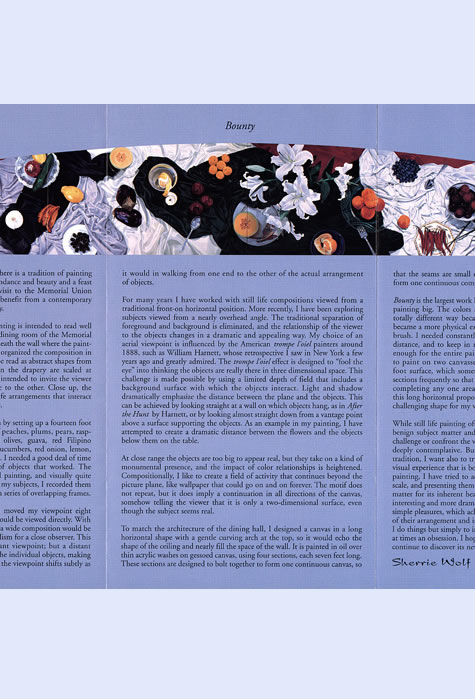 Bounty
here is a tradition of painting
ndance and beauty and a feast
visit to the Memorial Union
benefit from a contemporary
y.
nting is intended to read well
dining room of the Memorial
neath the wall where the paint-
organized the composition in
e read as abstract shapes from
n the drapery are scaled at
intended to invite the viewer
e to the other. Close up, the
ife arrangements that interact
by setting up a fourteen foot
peaches, plums, pears, rasp-
olives, guava, red Filipino
ucumbers, red onion, lemon,
I needed a good deal of time
of objects that worked. The
l painting, and visually quite
my subjects, I recorded them
a series of overlapping frames.
moved my viewpoint eight
ould be viewed directly. With
a wide composition would be
lism for a close observer. This
ant viewpoint; but a distant
he individual objects, making
the viewpoint shifts subtly as
it would in walking from one end to the other of the actual arrangement
of objects.
For many years I have worked with still life compositions viewed from a
traditional front-on horizontal position. More recently, I have been exploring
subjects viewed from a nearly overhead angle. The traditional separation of
foreground and background is eliminated, and the relationship of the viewer
to the objects changes in a dramatic and appealing way. My choice of an
aerial viewpoint is influenced by the American trompe l'oeil painters around
1888, such as William Harnett, whose retrospective I saw in New York a few
years ago and greatly admired. The trompe l'oeil effect is designed to "fool the
eye" into thinking the objects are really there in three dimensional space. This
challenge is made possible by using a limited depth of field that includes a
background surface with which the objects interact. Light and shadow
dramatically emphasize the distance between the plane and the objects. This
can be achieved by looking straight at a wall on which objects hang, as in After
the Hunt by Harnett, or by looking almost straight down from a vantage point
above a surface supporting the objects. As an example in my painting, I have
attempted to create a dramatic distance between the flowers and the objects
below them on the table.
At close range the objects are too big to appear real, but they take on a kind of
monumental presence, and the impact of color relationships is heightened.
Compositionally, I like to create a field of activity that continues beyond the
picture plane, like wallpaper that could go on and forever. The motif does
not repeat, but it does imply a continuation in all directions of the canvas,
somehow telling the viewer that it is only a two-dimensional surface, even
though the subject seems real.
To match the architecture of the dining hall, I designed a canvas in a long
horizontal shape with a gentle curving arch at the top, so it would echo the
shape of the ceiling and nearly fill the space of the wall. It is painted in oil over
thin acrylic washes on gessoed canvas, using four sections, each seven feet long.
These sections are designed to bolt together to form one continuous canvas, so
that the seams are small
form one continuous com
Bounty is the largest work I
painting big. The colors
totally different way beca
became a more physical ex
brush. I needed constantly
distance, and to keep in
enough for the entire pai
to paint on two canvase
foot surface, which some
sections frequently so that
completing any one area
this long horizontal propo
challenging shape for my
While still life painting of
benign subject matter and
challenge or confront the v
deeply contemplative. Bu
tradition, I want also to tr
visual experience that is bo
painting, I have tried to a
scale, and presenting these
matter for its inherent bea
interesting and more dram
simple pleasures, which ad
of their arrangement and i
I do things but simply to i
at times an obsession. I hop
continue to discover its new
Sherrie Wolf